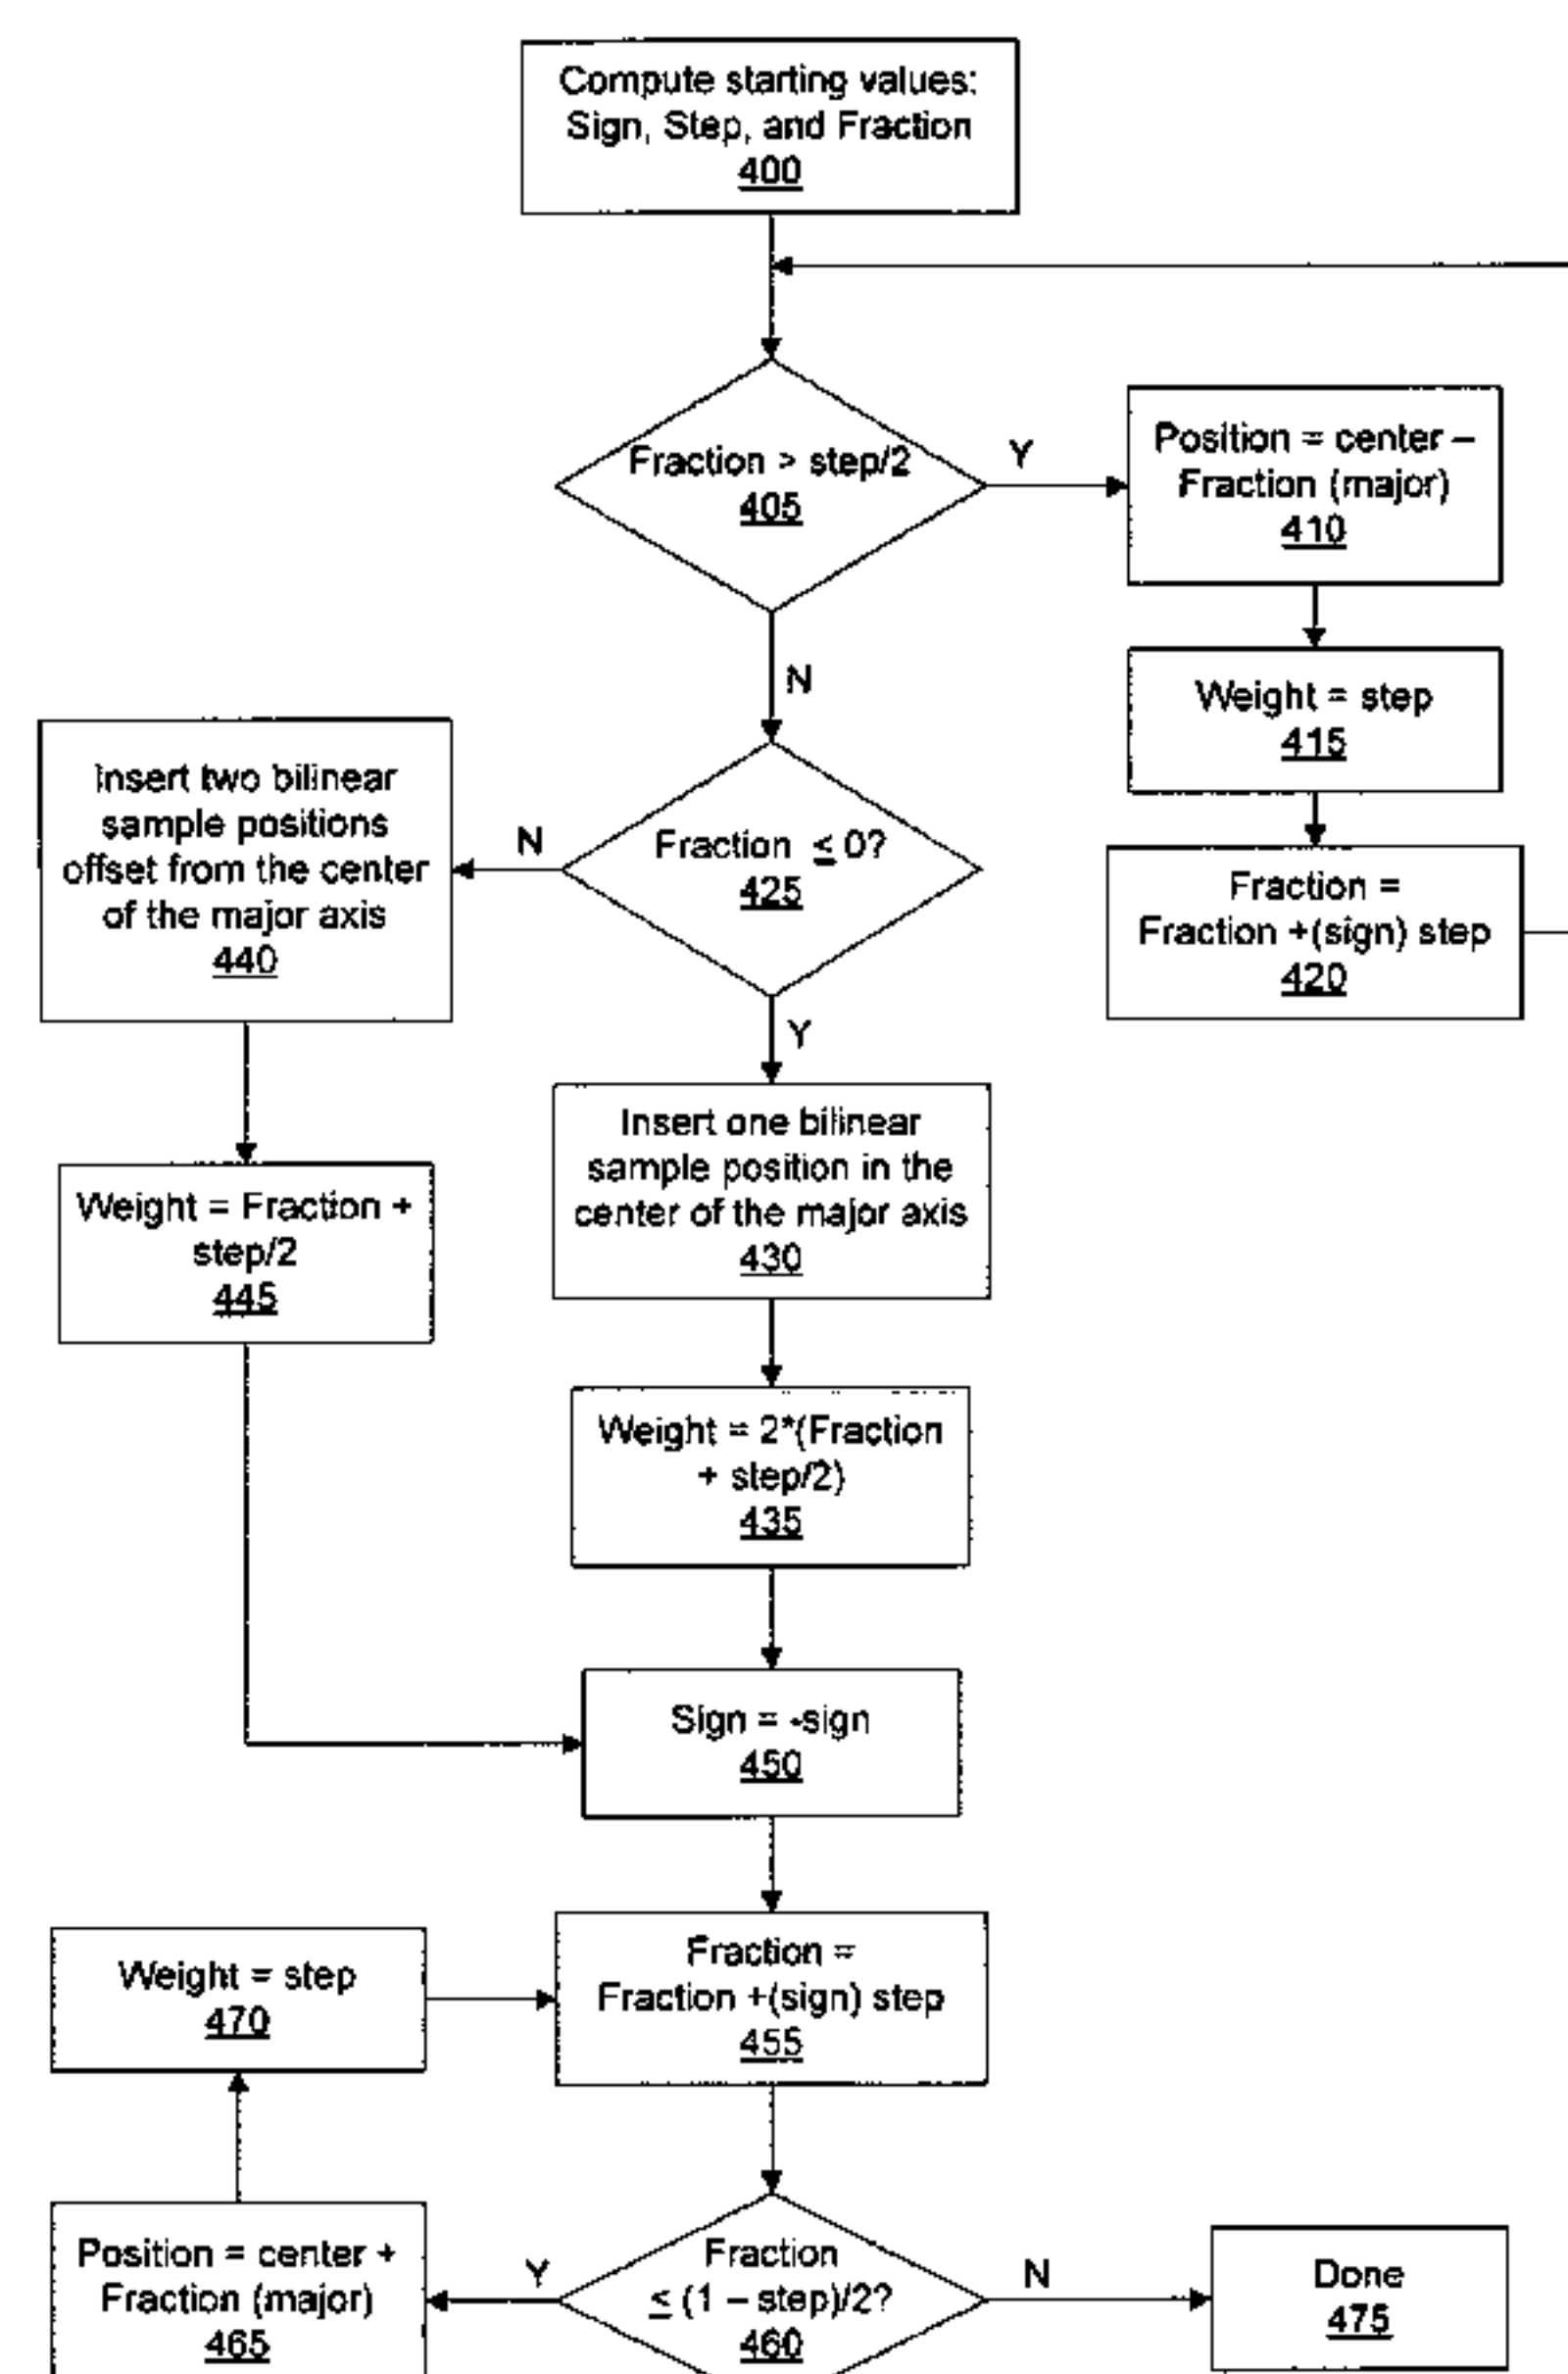 Compute starting values:
Sign, Step, and Fraction
400
Fraction > step/2
405
Y
Position = center –
Fraction (major)
410
N
Weight = step
415
Fraction =
Fraction +(sign) step
420
Insert two bilinear
sample positions
offset from the center
of the major axis
440
N
Fraction ≤ 0?
425
Y
Weight = Fraction +
step/2
445
Insert one bilinear
sample position in the
center of the major axis
430
Weight = 2*(Fraction
+ step/2)
435
Sign = -sign
450
Weight = step
470
Fraction =
Fraction +(sign) step
455
Position = center +
Fraction (major)
465
Y
Fraction
≤ (1 – step)/2?
460
N
Done
475